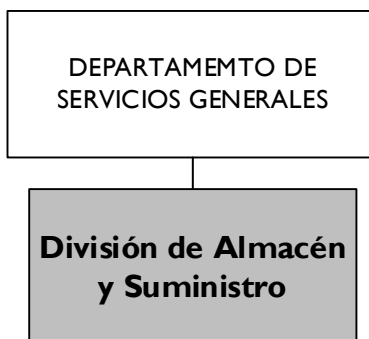 DEPARTAMEMTO DE
SERVICIOS GENERALES
División de Almacén
y Suministro